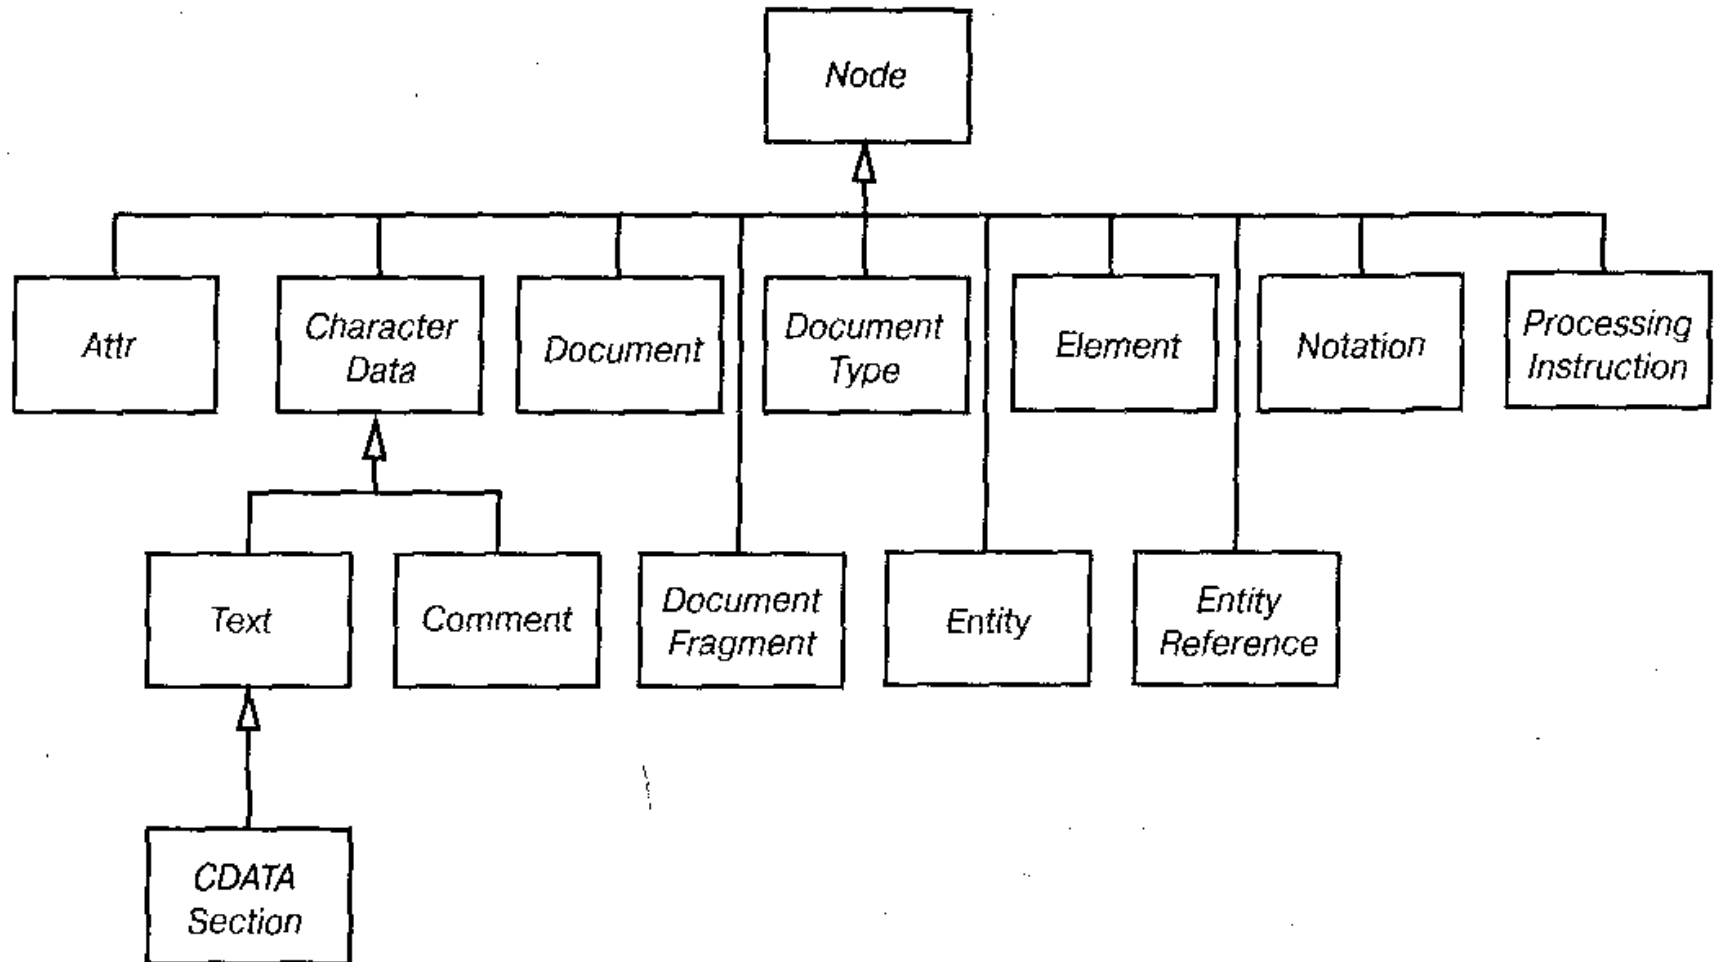 Node
Attr
Character
Data
Document
Document
Type
Element
Notation
Processing
Instruction
Text
Comment
Document
Fragment
Entity
Entity
Reference
CDATA
Section